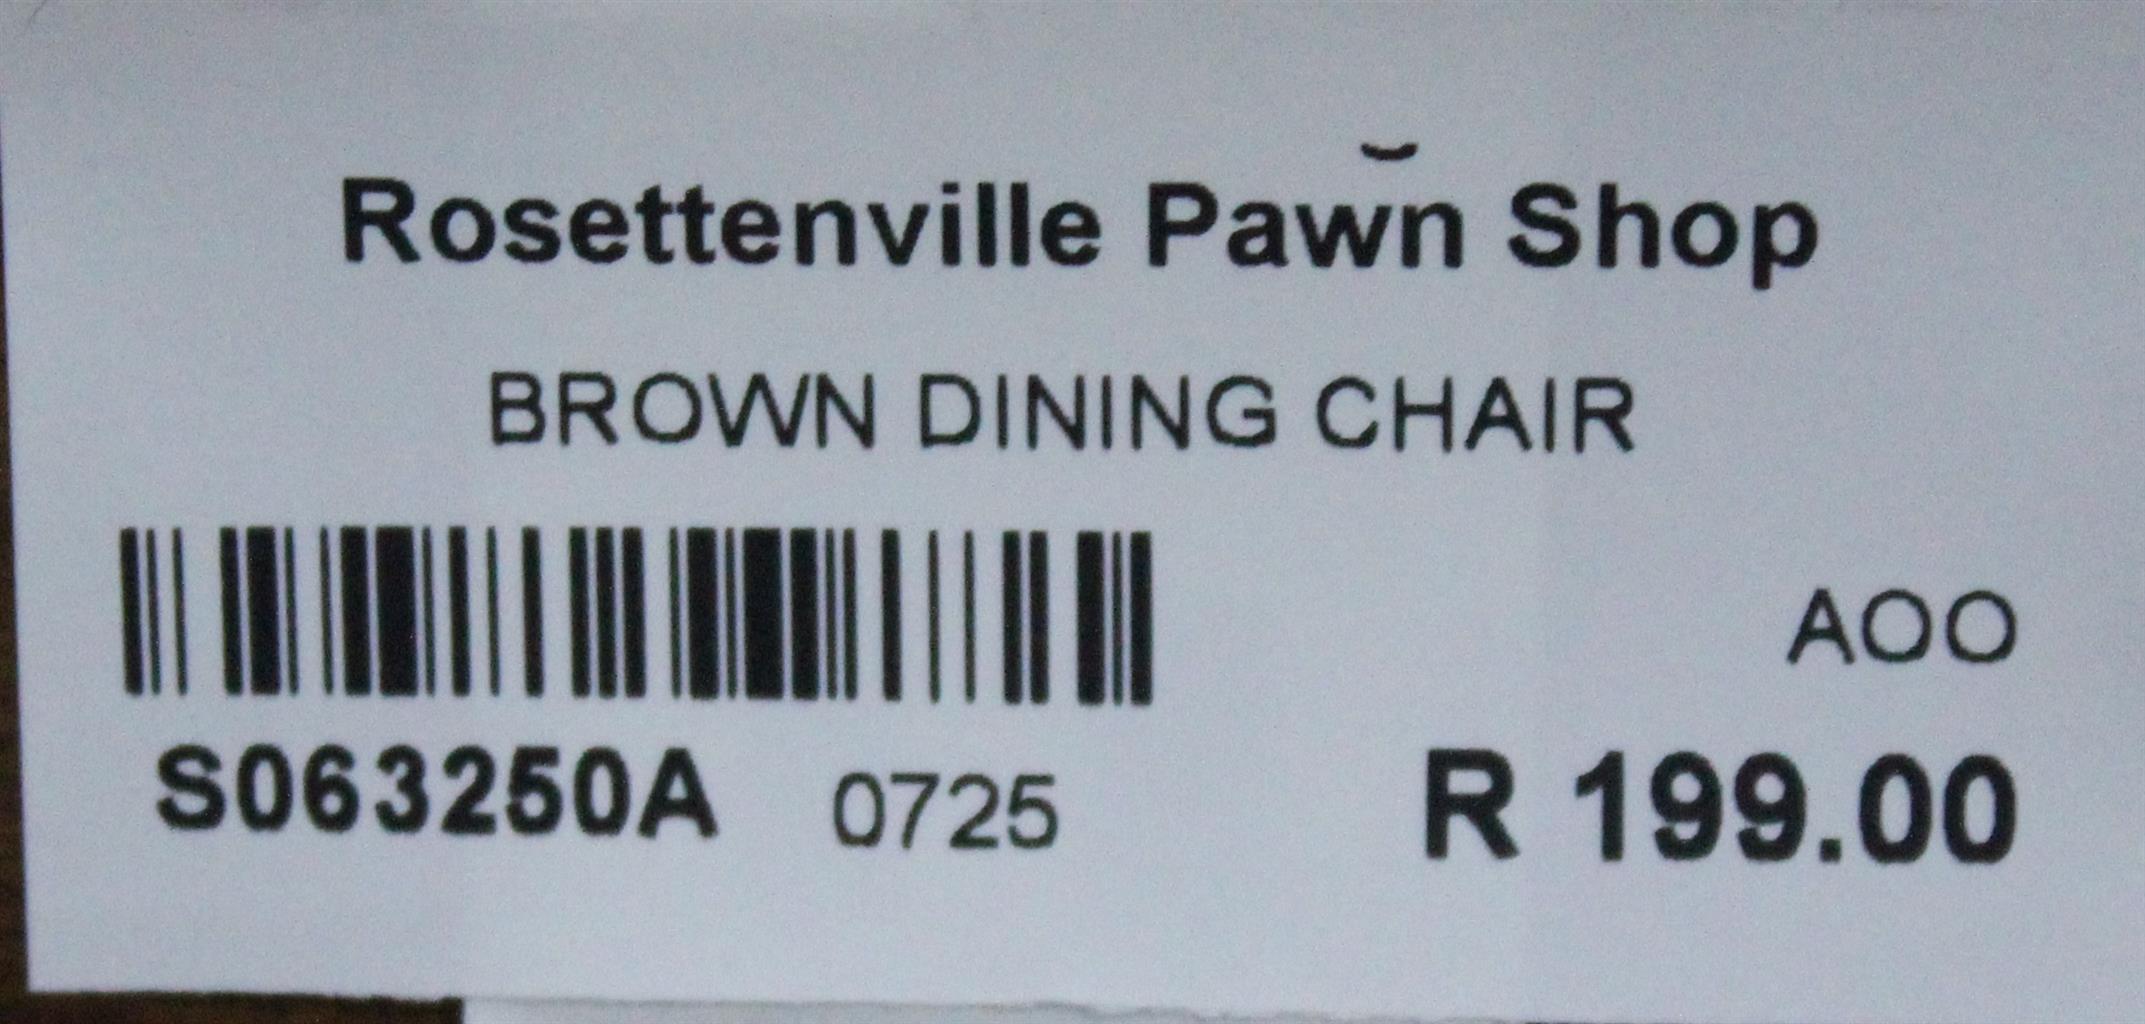 Rosettenville Pawn Shop
BROWN DINING CHAIR
AOO
S063250A 0725 R 199.00